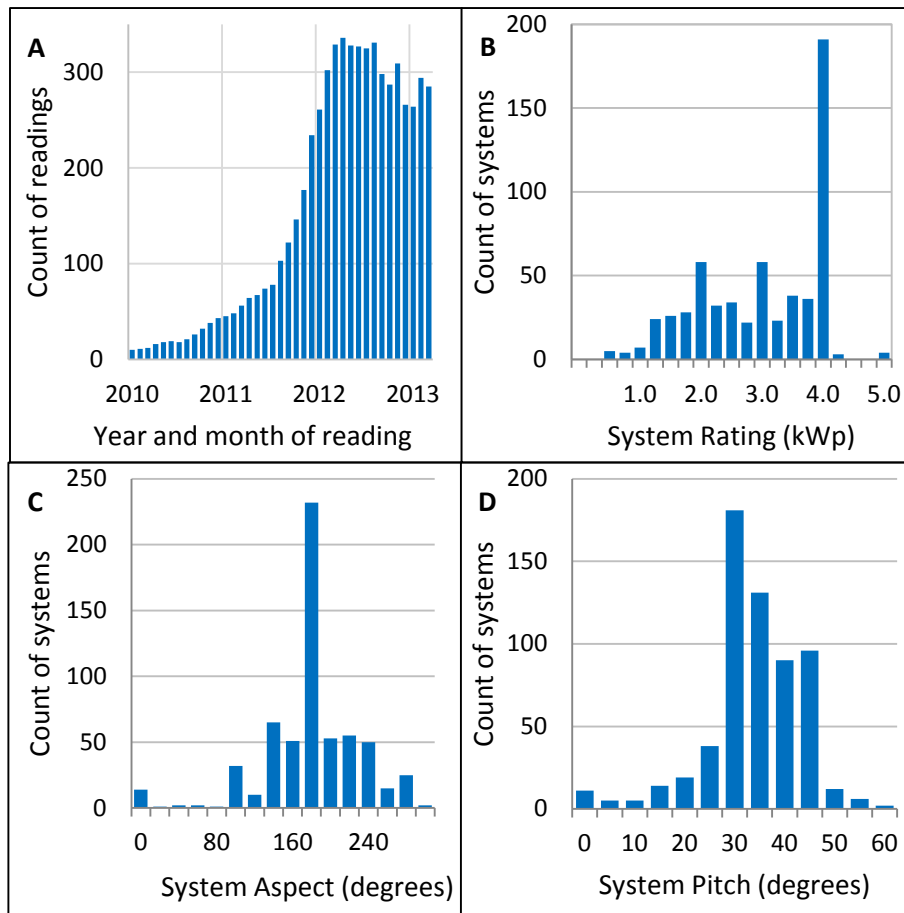 A
Count of readings
300
200
100
0
2010 2011 2012 2013
Year and month of reading
B
Count of systems
200
150
100
50
0
1.0 2.0 3.0 4.0 5.0
System Rating (kWp)
C
Count of systems
250
200
150
100
50
0
0 80 160 240
System Aspect (degrees)
D
Count of systems
200
150
100
50
0
0 10 20 30 40 50 60
System Pitch (degrees)